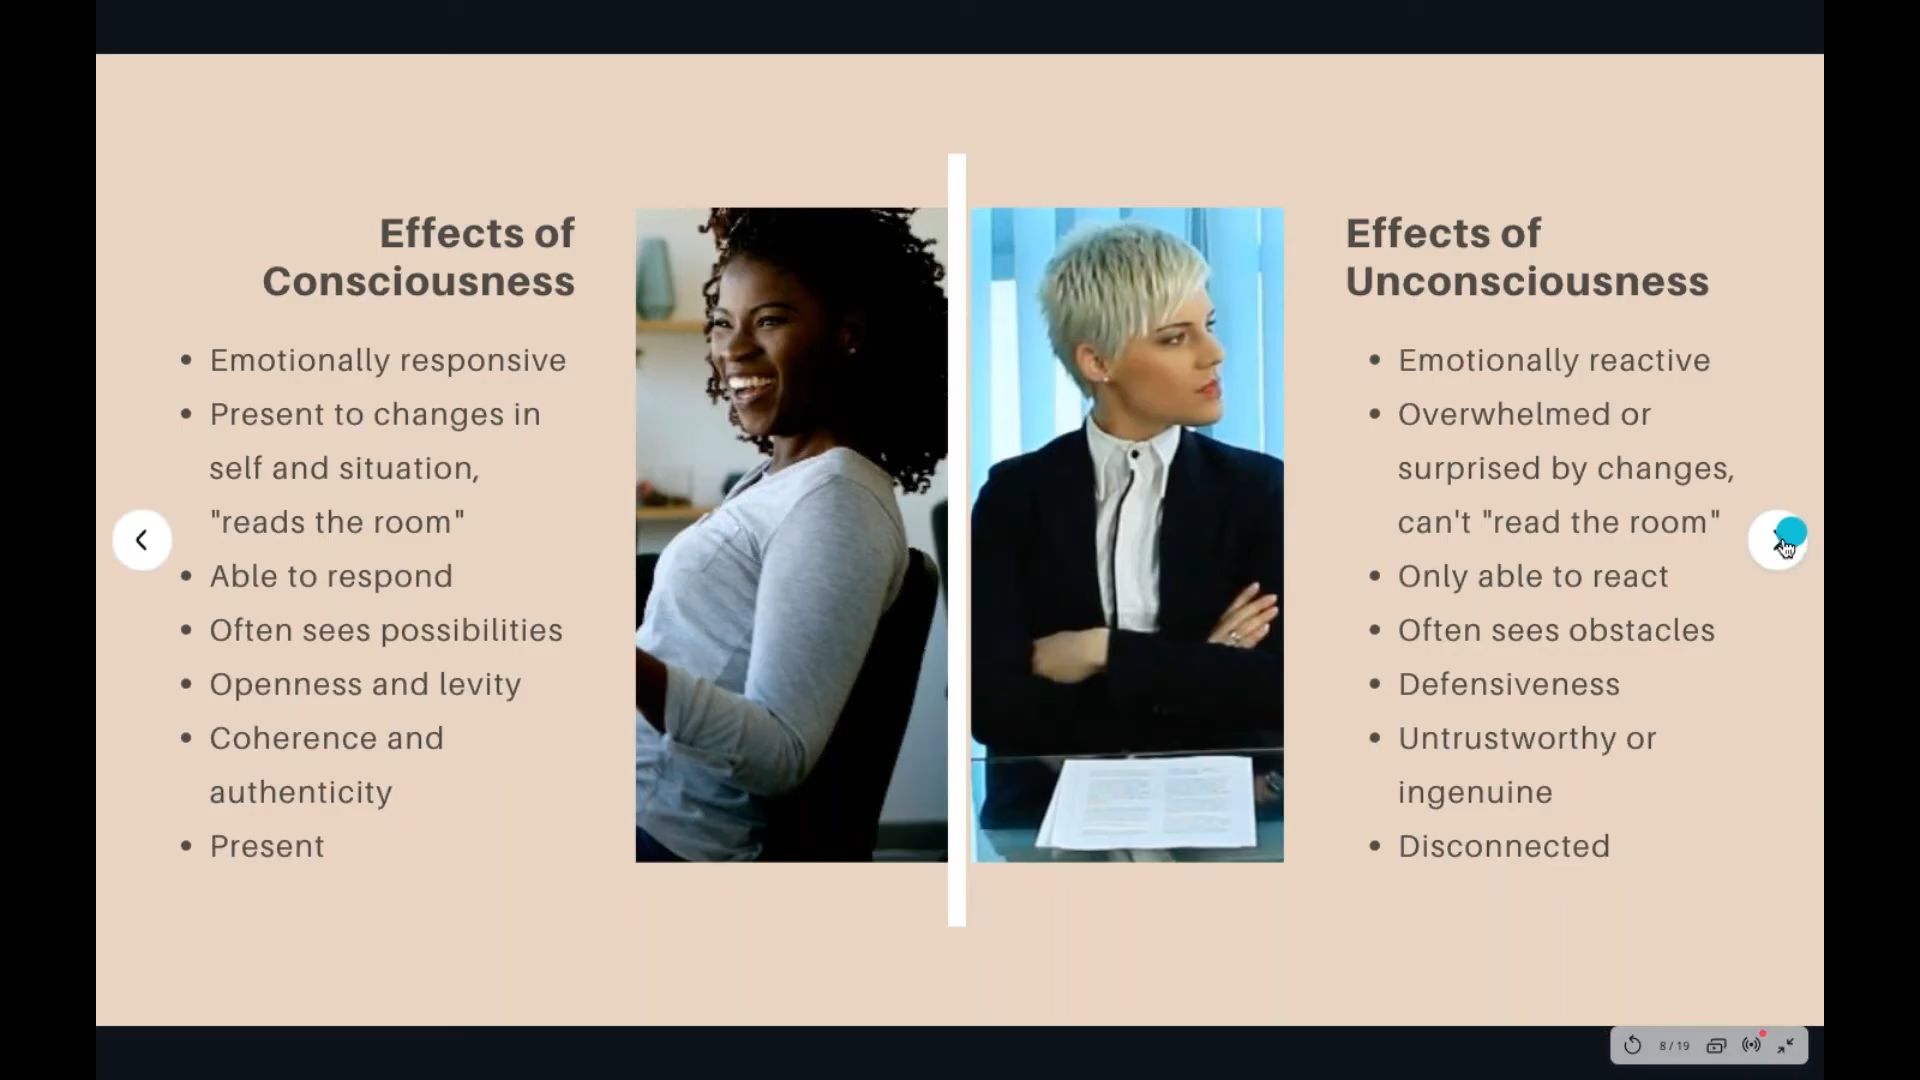 Effects of
Consciousness
Emotionally responsive
Present to changes in
self and situation,
"reads the room"
Able to respond
Often sees possibilities
Openness and levity
Coherence and
authenticity
Present
Effects of
Unconsciousness
Emotionally reactive
Overwhelmed or
surprised by changes,
can't "read the room"
Only able to react
Often sees obstacles
Defensiveness
Untrustworthy or
ingenuine
Disconnected
8 / 19